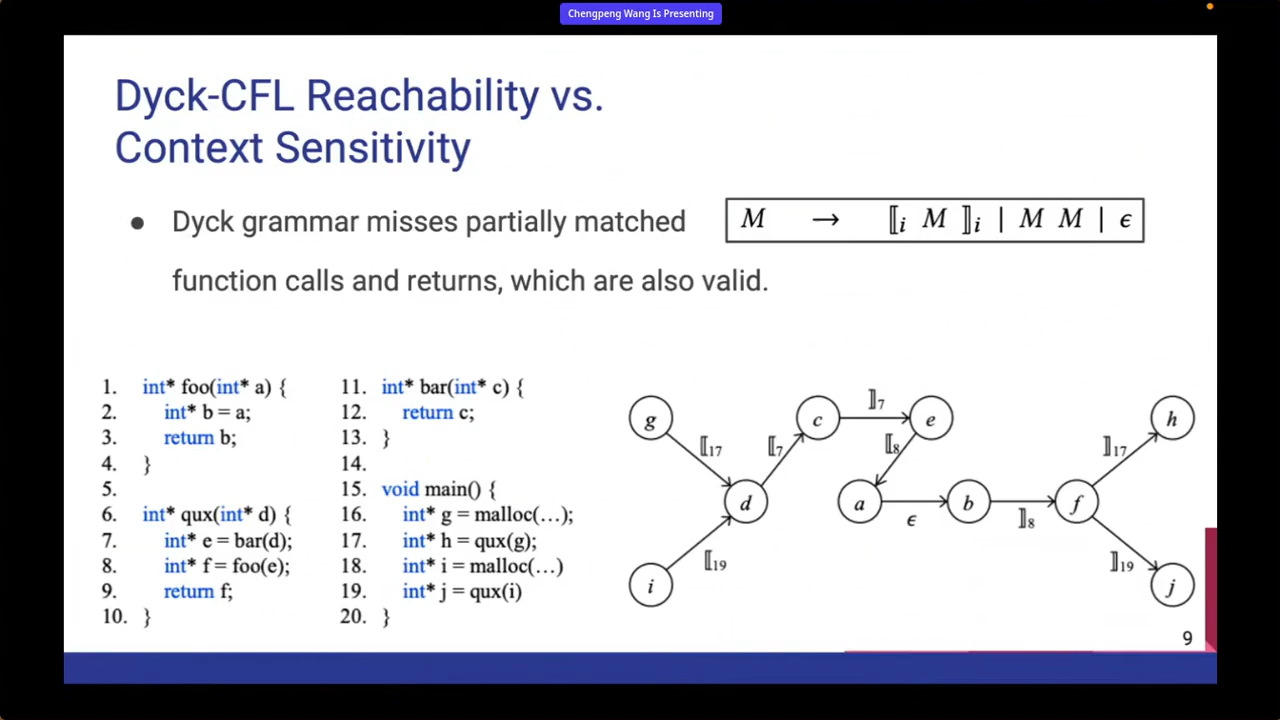 Chengpeng Wang Is Presenting
Dyck-CFL Reachability vs.
Context Sensitivity
● Dyck grammar misses partially matched
function calls and returns, which are also valid.
M → ⟦i M ⟧i | M M | ϵ
1. int* foo(int* a) {
2. int* b = a;
3. return b;
4. }
5.
6. int* qux(int* d) {
7. int* e = bar(d);
8. int* f = foo(e);
9. return f;
10. }
11. int* bar(int* c) {
12. return c;
13. }
14.
15. void main() {
16. int* g = malloc(…);
17. int* h = qux(g);
18. int* i = malloc(…)
19. int* j = qux(i)
20. }
g
⟦17
d
⟦7
c
⟧7
e
⟦8
a
ϵ
b
⟧8
f
⟧17
h
i
⟦19
⟧19
j
9